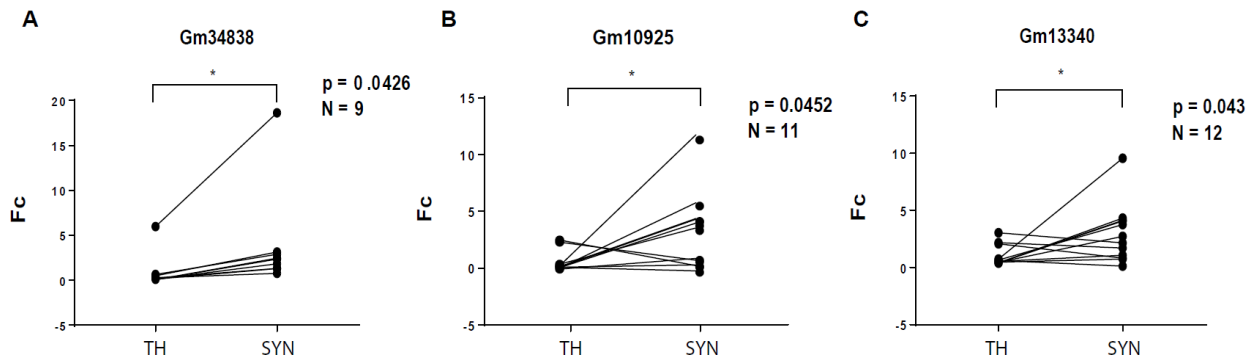 A
Gm34838
*
p = 0.0426
N = 9
20
15
10
5
0
-5
Fc
TH SYN
B
Gm10925
*
p = 0.0452
N = 11
15
10
5
0
-5
Fc
TH SYN
C
Gm13340
*
p = 0.043
N = 12
15
10
5
0
-5
Fc
TH SYN